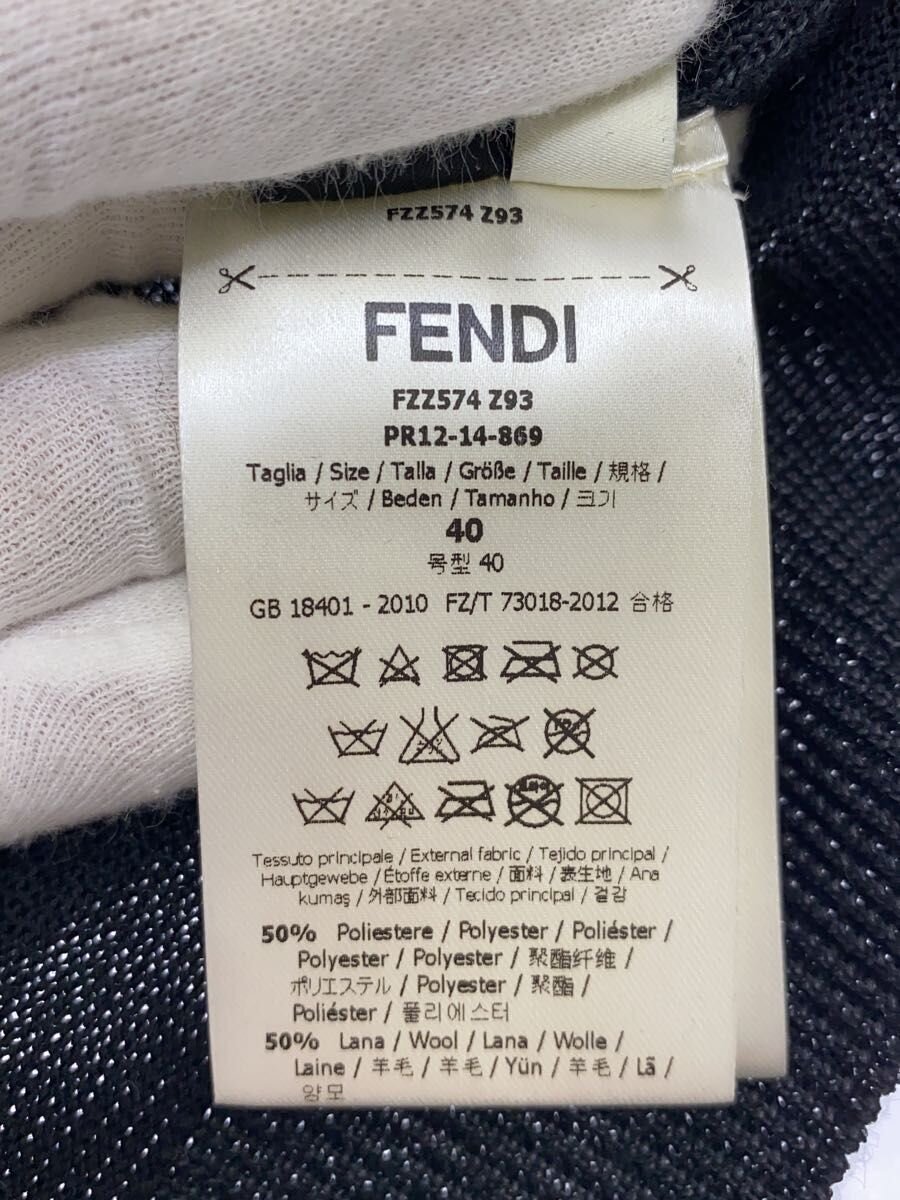 FZZ574 Z93
FENDI
FZZ574 Z93
PR12-14-869
Taglia / Size / Talla / Größe / Taille / 規格 /
サイズ / Beden / Tamanho / 크기
40
号型 40
GB 18401 - 2010 FZ/T 73018-2012 合格
Tessuto principale / External fabric / Tejido principal /
Hauptgewebe / Étoffe externe / 面料 / 表生地 / Ana
kumaş / 外部面料 / Tecido principal / 겉감
50% Poliestere / Polyester / Poliéster /
Polyester / Polyester / 聚酯纤维 /
ポリエステル / Polyester / 聚酯 /
Poliéster / 폴리에스터
50% Lana / Wool / Lana / Wolle /
Laine / 羊毛 / 羊毛 / Yün / 羊毛 / Lã /
양모